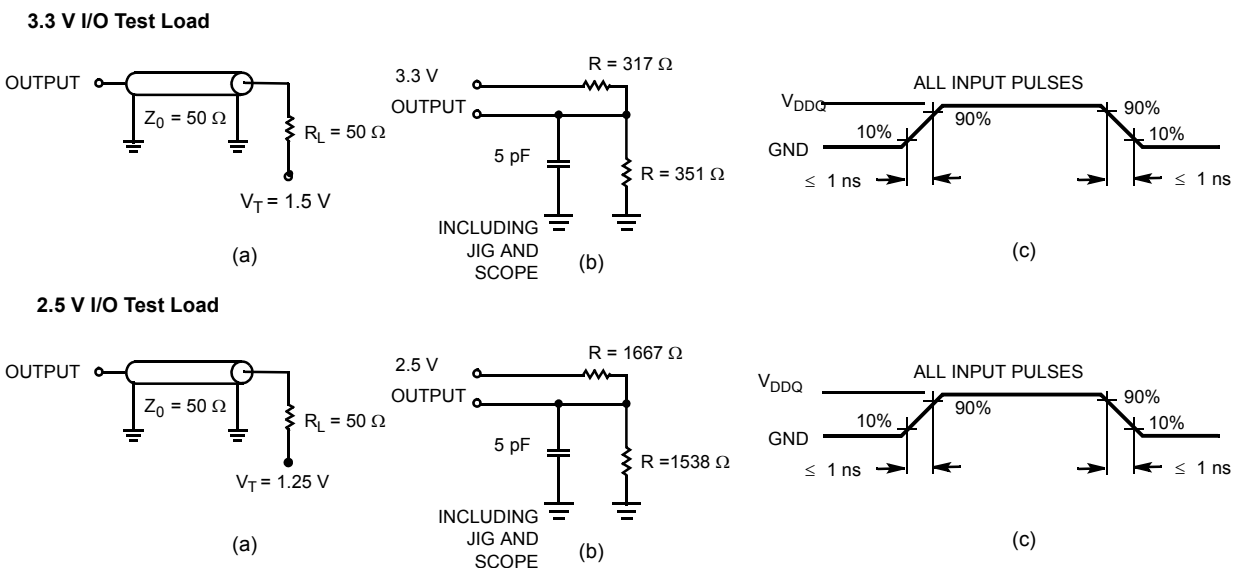 3.3 V I/O Test Load
OUTPUT
Z0 = 50 Ω
RL = 50 Ω
VT = 1.5 V
(a)
3.3 V
OUTPUT
R = 317 Ω
5 pF
R = 351 Ω
INCLUDING
JIG AND
SCOPE
(b)
ALL INPUT PULSES
VDDQ
GND
10%
90%
90%
10%
≤ 1 ns
≤ 1 ns
(c)
2.5 V I/O Test Load
OUTPUT
Z0 = 50 Ω
RL = 50 Ω
VT = 1.25 V
(a)
2.5 V
OUTPUT
R = 1667 Ω
5 pF
R =1538 Ω
INCLUDING
JIG AND
SCOPE
(b)
ALL INPUT PULSES
VDDQ
GND
10%
90%
90%
10%
≤ 1 ns
≤ 1 ns
(c)